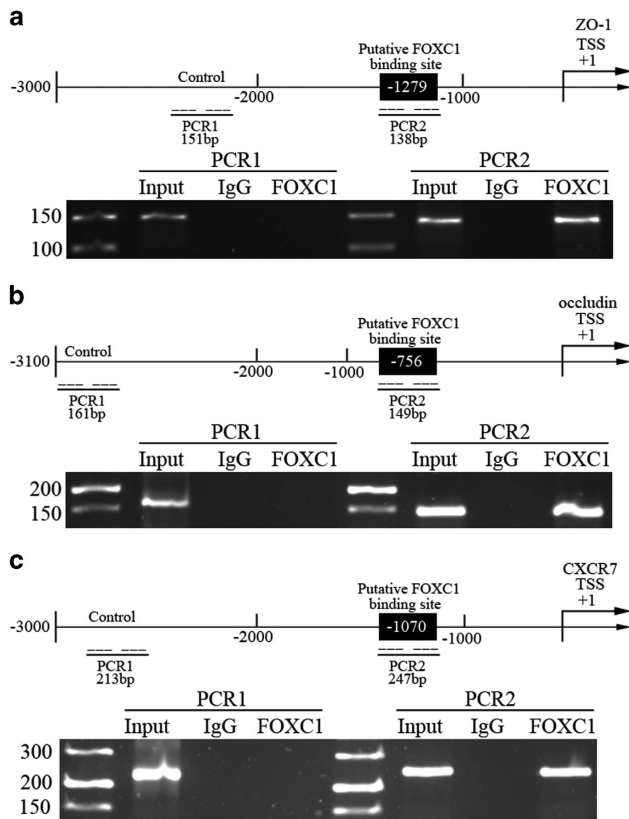 a
ZO-1
TSS
+1
Putative FOXC1
binding site
Control
-3000
-1279
-2000
-1000
PCR1
151bp
PCR2
138bp
PCR1
PCR2
Input IgG FOXC1 Input IgG FOXC1
150
100
b
occludin
TSS
+1
Putative FOXC1
binding site
Control
-3100
-756
-2000
-1000
PCR1
161bp
PCR2
149bp
PCR1
PCR2
Input IgG FOXC1 Input IgG FOXC1
200
150
c
CXCR7
TSS
+1
Putative FOXC1
binding site
Control
-3000
-1070
-2000
-1000
PCR1
213bp
PCR2
247bp
PCR1
PCR2
Input IgG FOXC1 Input IgG FOXC1
300
200
150